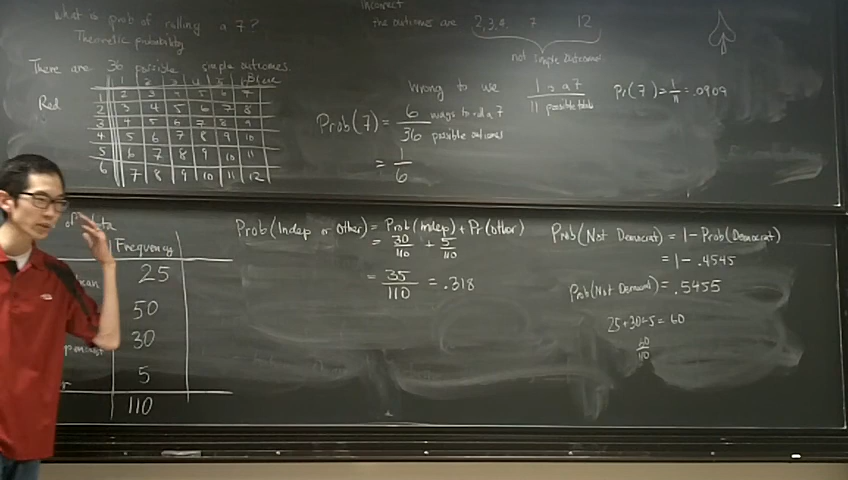 What is prob of rolling a 7?
Theoretic probability
There are 36 possible simple outcomes.
Incorrect
the outcomes are 2,3,4, 7 12
not simple outcomes.
1 2 3 4 5 6 Blue
Red
1 2 3 4 5 6 7
2 3 4 5 6 7 8
3 4 5 6 7 8 9
4 5 6 7 8 9 10
5 6 7 8 9 10 11
6 7 8 9 10 11 12
Prob(7) = 6 ways to roll a 7
36 possible outcomes
= 1
6
Wrong to use
1 is a 7
11 possible totals
Pr(7) = 1/11 = .0909
of data
Frequency
25
50
30
5
110
Prob(Indep or Other) = Prob(indep) + Pr(other)
= 30/110 + 5/110
= 35/110 = .318
Prob(Not Democrat) = 1 - Prob(Democrat)
= 1 - .4545
Prob(Not Democrat) = .5455
25+30+5 = 60
60
110